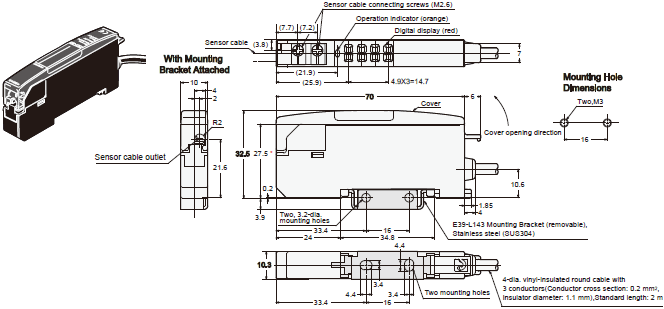 Sensor cable connecting screws (M2.6)
(7.7) (7.2)
Operation indicator (orange)
Digital display (red)
Sensor cable
(3.8)
7
With Mounting
Bracket Attached
(21.9)
(25.9)
4.9X3=14.7
Mounting Hole
Dimensions
10
4
2
70
6
Cover
Two,M3
R2
Cover opening direction
16
Sensor cable outlet
32.5
27.5 *
21.6
0.2
10.6
3.9
Two, 3.2-dia.
mounting holes
1.85
4
33.4
16
24
34.8
E39-L143 Mounting Bracket (removable),
Stainless steel (SUS304)
4.4
10.3
3.4
4.4
3.4
Two mounting holes
33.4
16
4-dia. vinyl-insulated round cable with
3 conductors(Conductor cross section: 0.2 mm²,
Insulator diameter: 1.1 mm),Standard length: 2 m